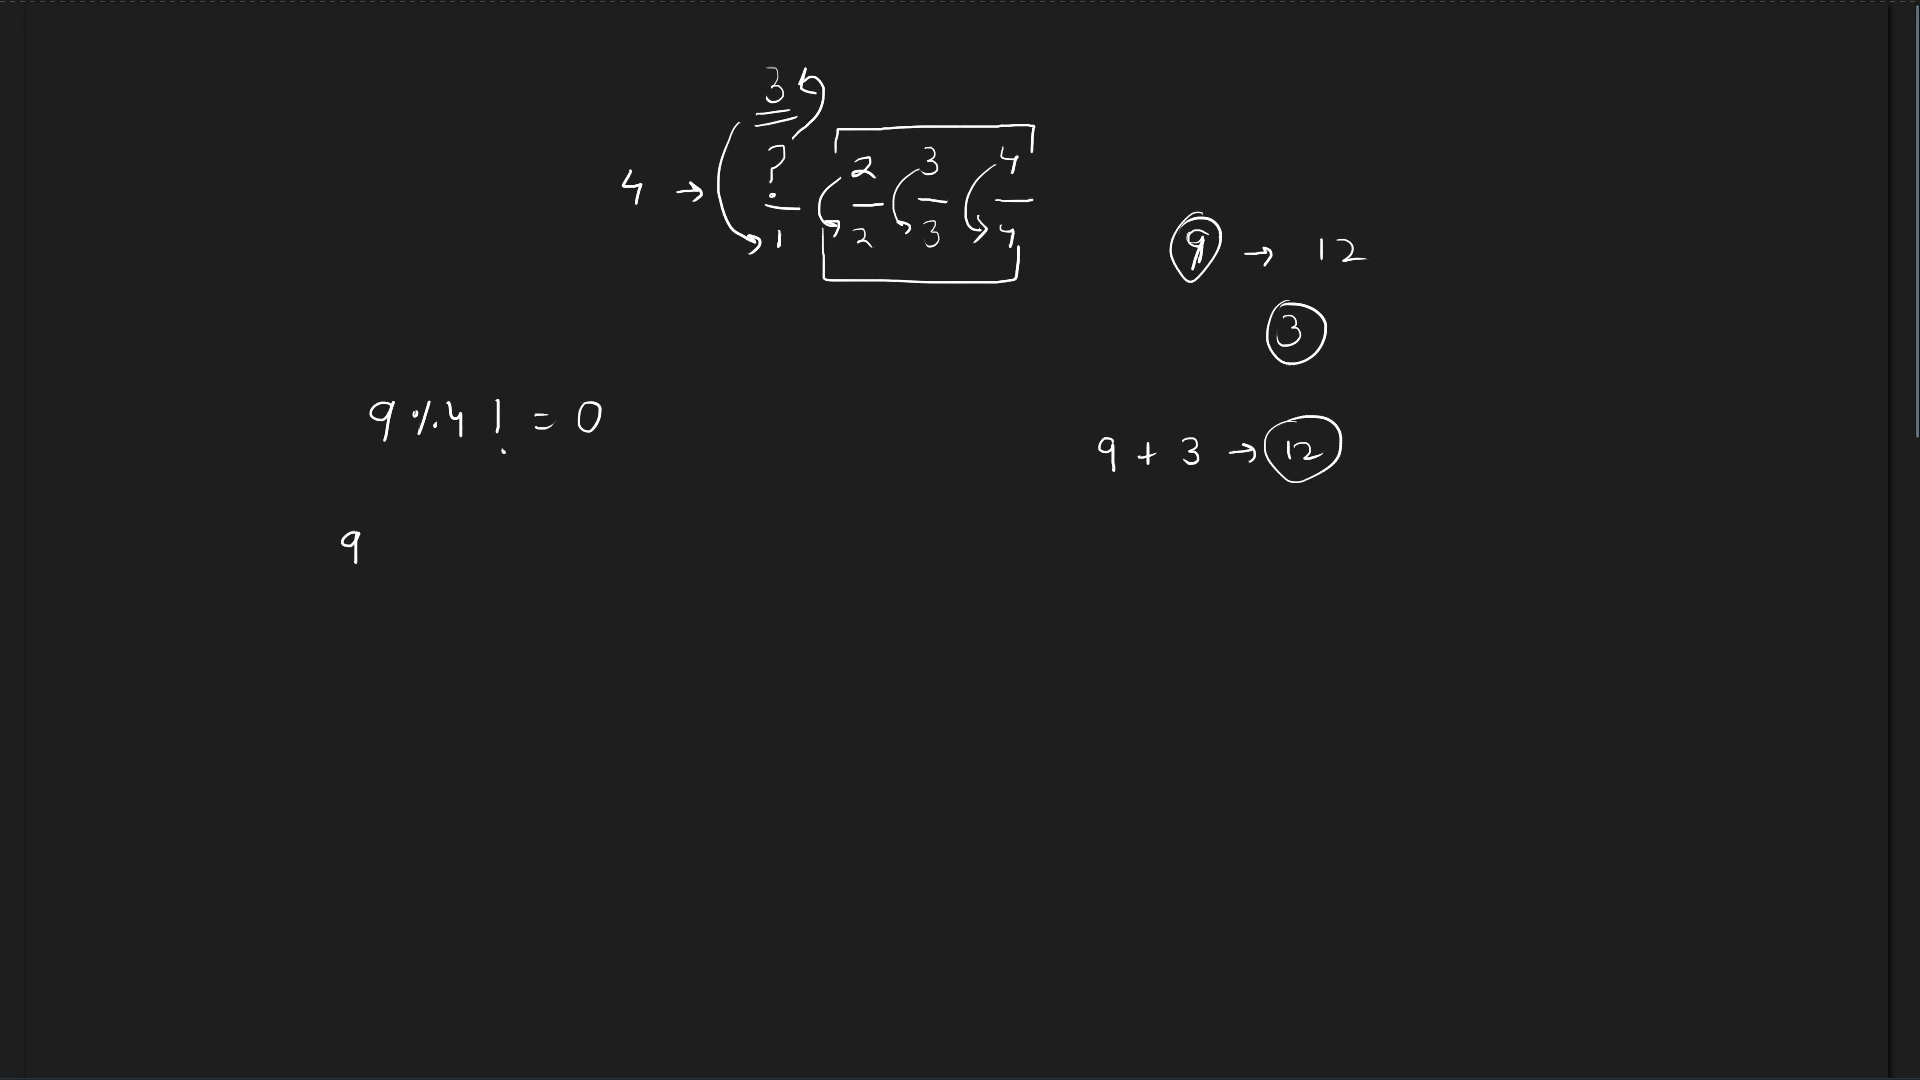 3
? 2 3 4
4 →
1 2 3 4
9 → 12
3
9 % 4 ! = 0
9 + 3 → 12
9